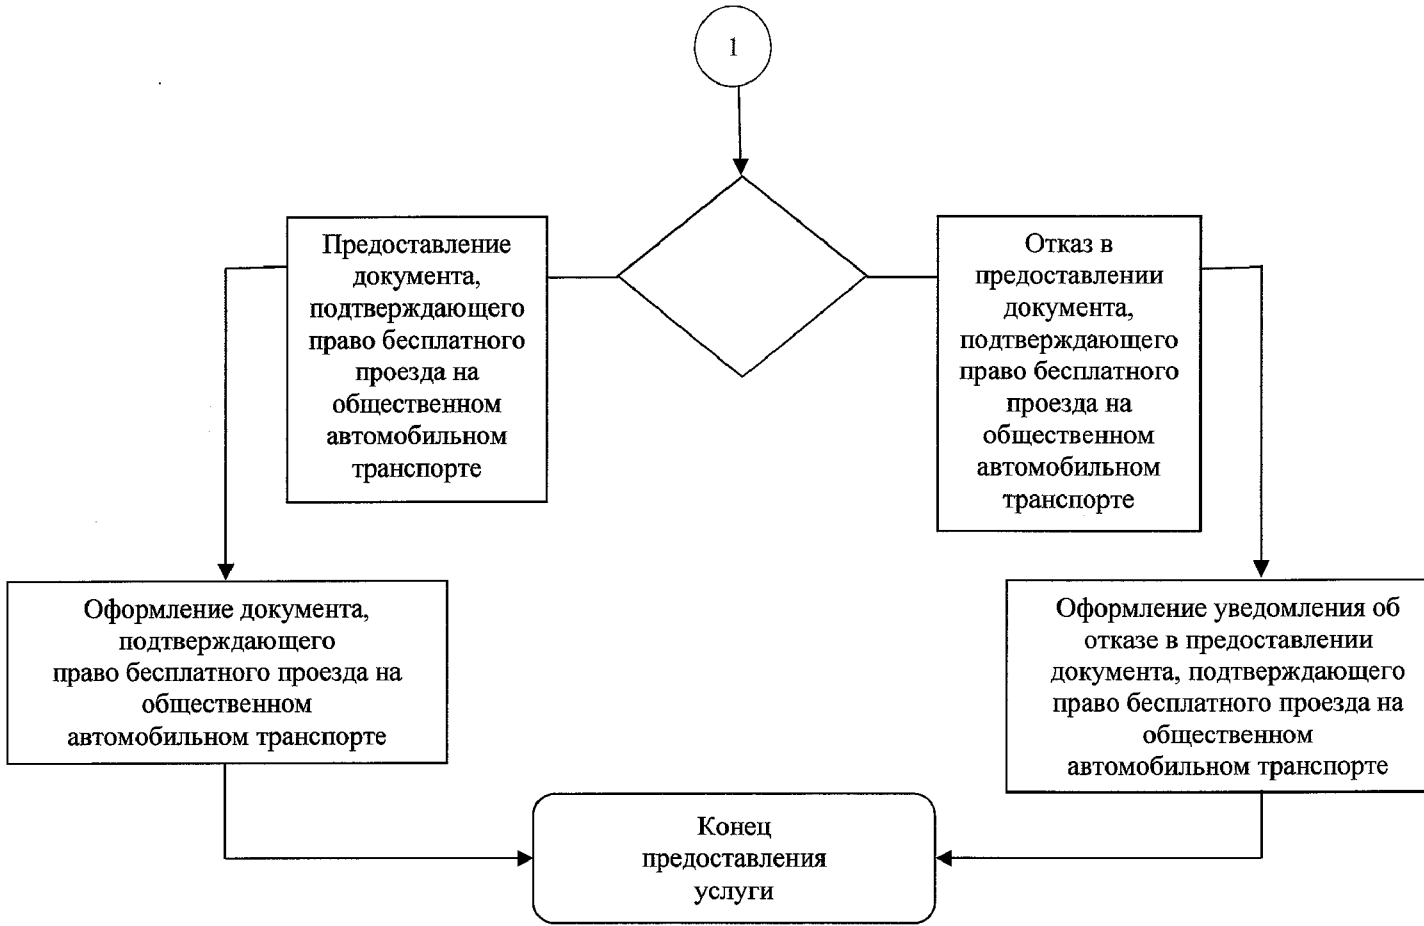 1
Предоставление
документа,
подтверждающего
право бесплатного
проезда на
общественном
автомобильном
транспорте
Отказ в
предоставлении
документа,
подтверждающего
право бесплатного
проезда на
общественном
автомобильном
транспорте
Оформление документа,
подтверждающего
право бесплатного проезда на
общественном
автомобильном транспорте
Оформление уведомления об
отказе в предоставлении
документа, подтверждающего
право бесплатного проезда на
общественном
автомобильном транспорте
Конец
предоставления
услуги